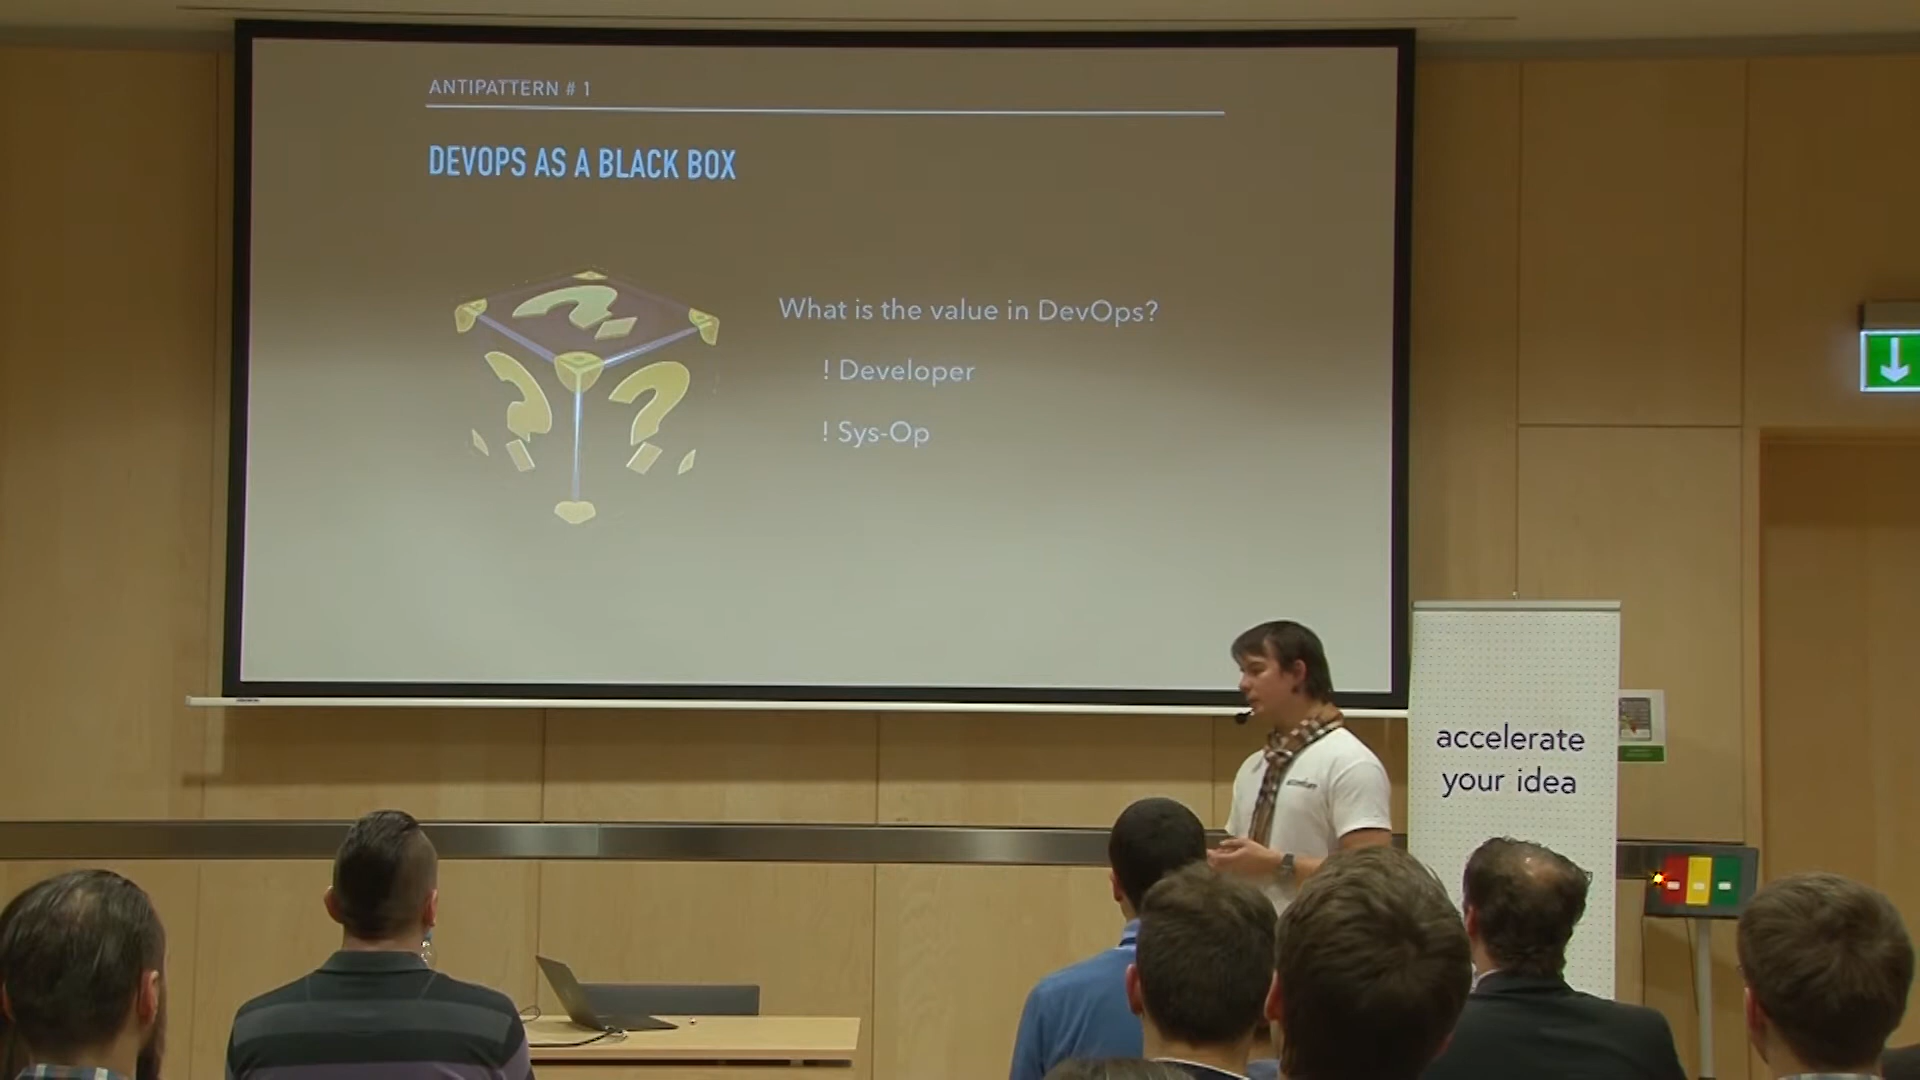 ANTIPATTERN # 1
DEVOPS AS A BLACK BOX
What is the value in DevOps?
! Developer
! Sys-Op
accelerate
your idea